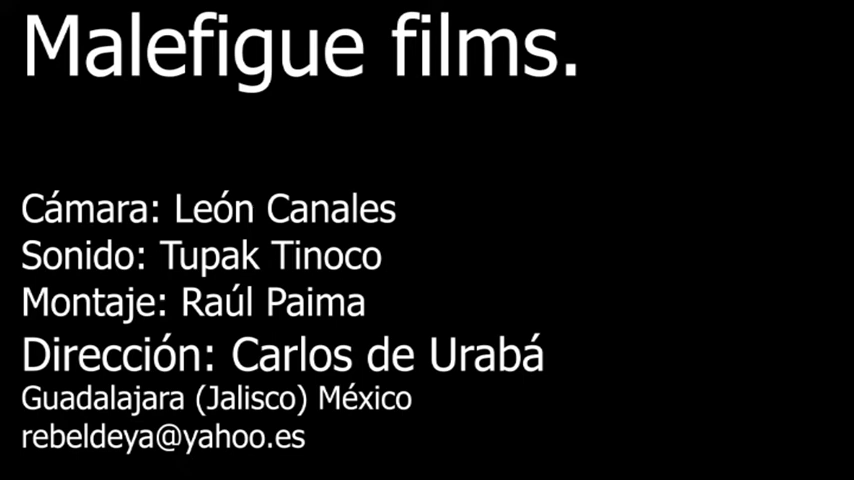 Malefigue films.
Cámara: León Canales
Sonido: Tupak Tinoco
Montaje: Raúl Paima
Dirección: Carlos de Urabá
Guadalajara (Jalisco) México
rebeldeya@yahoo.es